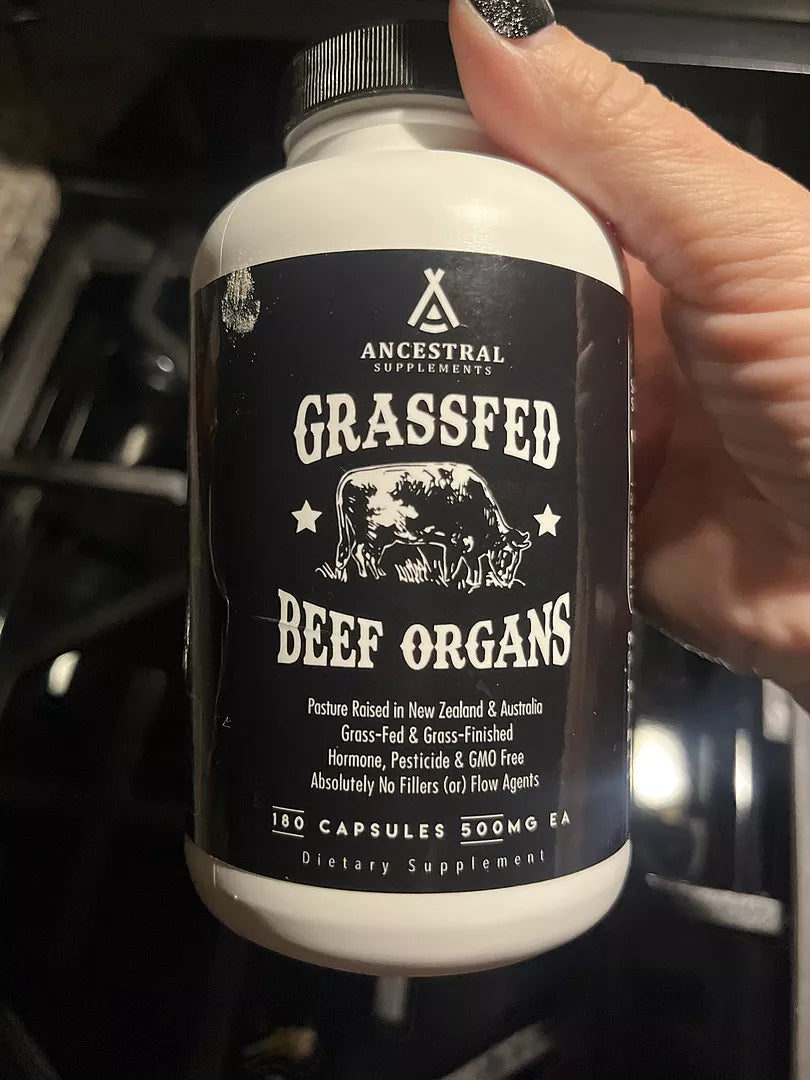 ANCESTRAL
SUPPLEMENTS
GRASSFED
BEEF ORGANS
Pasture Raised in New Zealand & Australia
Grass-Fed & Grass-Finished
Hormone, Pesticide & GMO Free
Absolutely No Fillers (or) Flow Agents
180 CAPSULES 500MG EA
Dietary Supplement